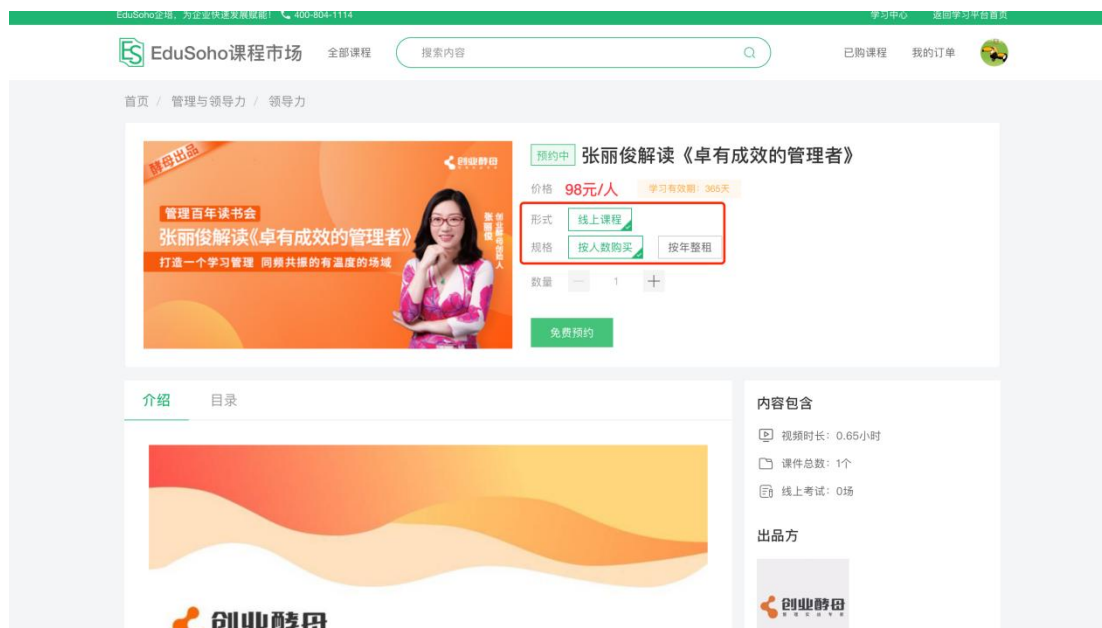 EduSoho企培，为企业快速发展赋能！ 400-804-1114 学习中心 返回学习平台首页
EduSoho课程市场 全部课程 搜索内容 已购课程 我的订单
首页 / 管理与领导力 / 领导力
酵母出品
创业酵母
管理百年读书会
张丽俊解读《卓有成效的管理者》
打造一个学习管理 同频共振的有温度的场域
创业酵母创始人
张丽俊
预约中 张丽俊解读《卓有成效的管理者》
价格 98元/人 学习有效期：365天
形式 线上课程
规格 按人数购买 按年整租
数量 — 1 +
免费预约
介绍 目录
创业酵母
内容包含
视频时长：0.65小时
课件总数：1个
线上考试：0场
出品方
创业酵母